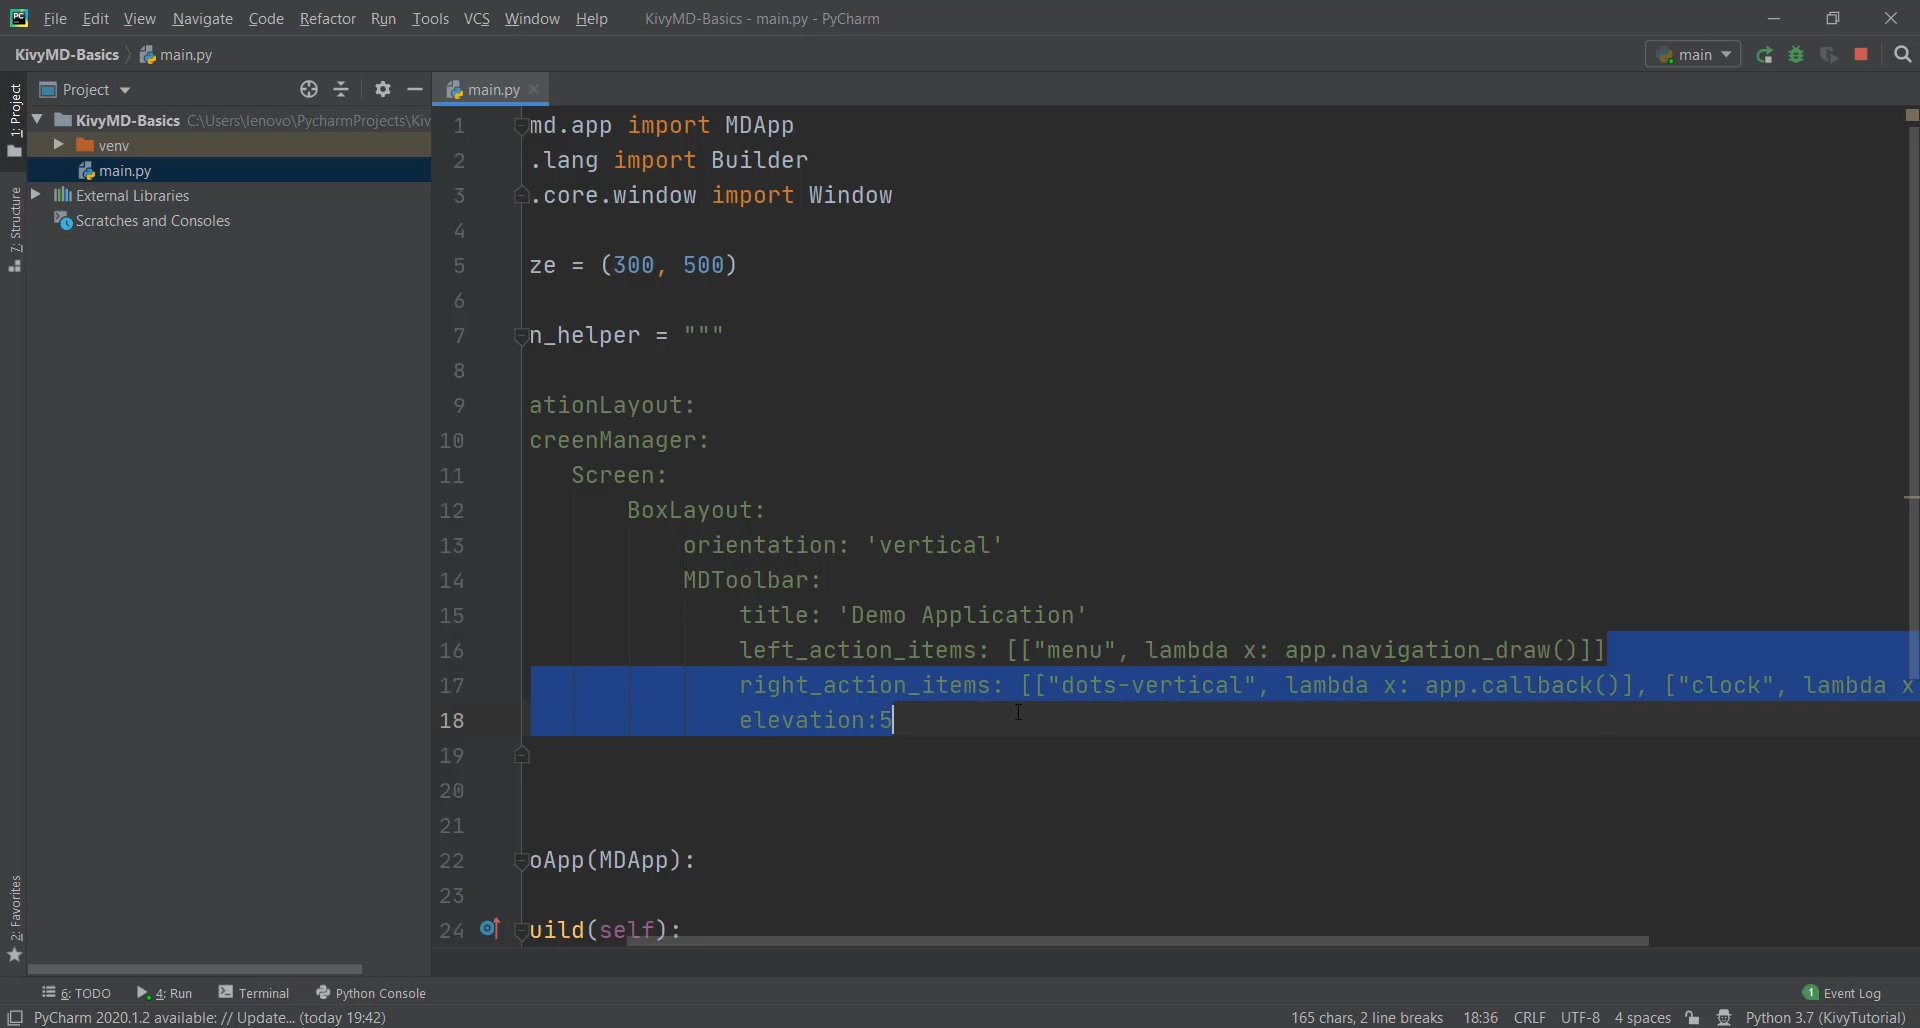 File Edit View Navigate Code Refactor Run Tools VCS Window Help KivyMD-Basics - main.py - PyCharm
KivyMD-Basics main.py main
1: Project
Project
main.py
KivyMD-Basics C:\Users\lenovo\PycharmProjects\Kiv
venv
main.py
External Libraries
Scratches and Consoles
7: Structure
2: Favorites
1 md.app import MDApp
2 .lang import Builder
3 .core.window import Window
4
5 ze = (300, 500)
6
7 n_helper = """
8
9 ationLayout:
10 creenManager:
11 Screen:
12 BoxLayout:
13 orientation: 'vertical'
14 MDToolbar:
15 title: 'Demo Application'
16 left_action_items: [["menu", lambda x: app.navigation_draw()]]
17 right_action_items: [["dots-vertical", lambda x: app.callback()], ["clock", lambda x
18 elevation:5
19
20
21
22 oApp(MDApp):
23
24 uild(self):
6: TODO 4: Run Terminal Python Console 1 Event Log
PyCharm 2020.1.2 available: // Update... (today 19:42) 165 chars, 2 line breaks 18:36 CRLF UTF-8 4 spaces Python 3.7 (KivyTutorial)